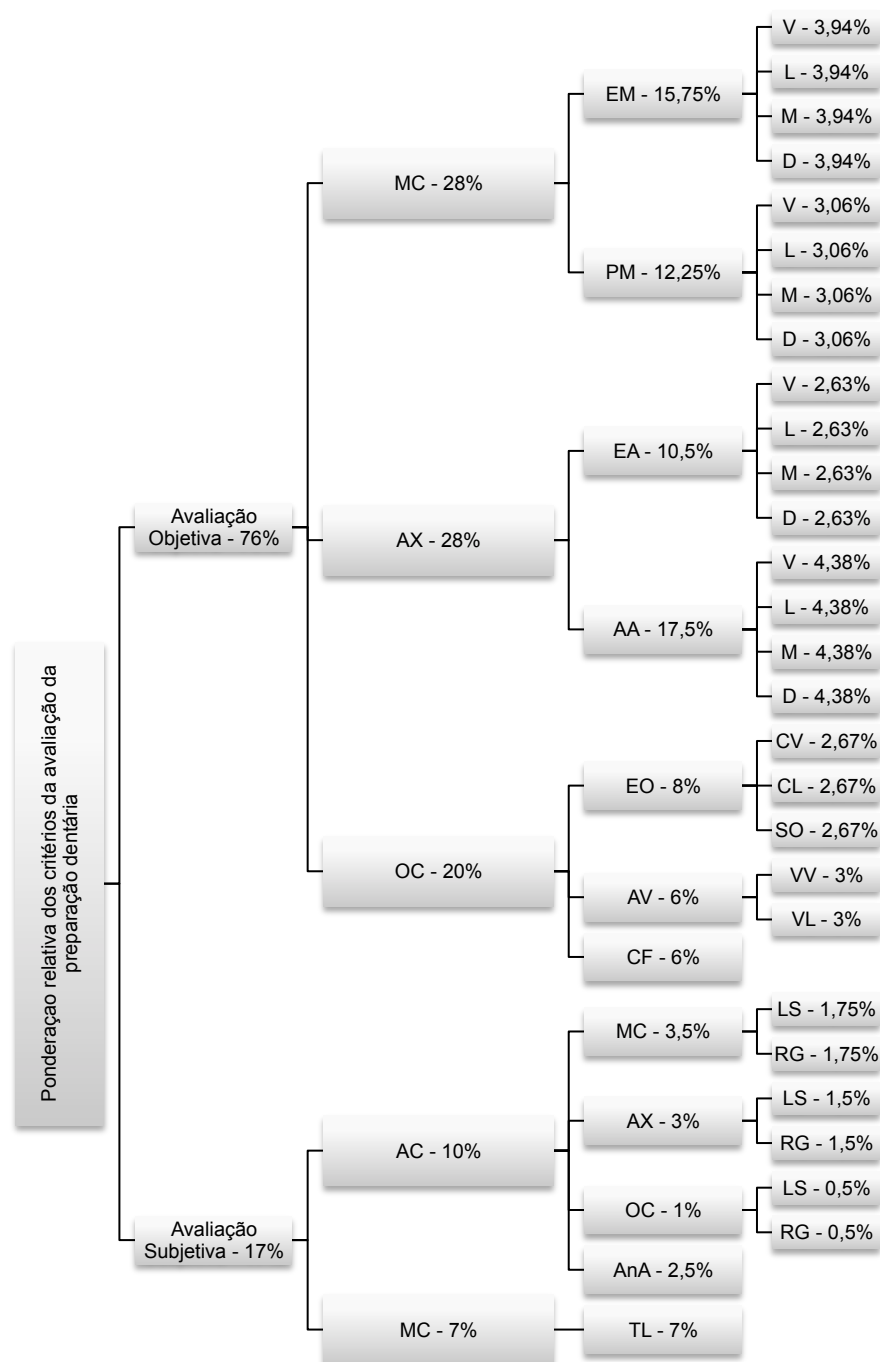 Ponderaçao relativa dos critérios da avaliação da
preparação dentária
Avaliação
Objetiva - 76%
MC - 28%
EM - 15,75%
V - 3,94%
L - 3,94%
M - 3,94%
D - 3,94%
PM - 12,25%
V - 3,06%
L - 3,06%
M - 3,06%
D - 3,06%
AX - 28%
EA - 10,5%
V - 2,63%
L - 2,63%
M - 2,63%
D - 2,63%
AA - 17,5%
V - 4,38%
L - 4,38%
M - 4,38%
D - 4,38%
OC - 20%
EO - 8%
CV - 2,67%
CL - 2,67%
SO - 2,67%
AV - 6%
VV - 3%
VL - 3%
CF - 6%
Avaliação
Subjetiva - 17%
AC - 10%
MC - 3,5%
LS - 1,75%
RG - 1,75%
AX - 3%
LS - 1,5%
RG - 1,5%
OC - 1%
LS - 0,5%
RG - 0,5%
AnA - 2,5%
MC - 7%
TL - 7%